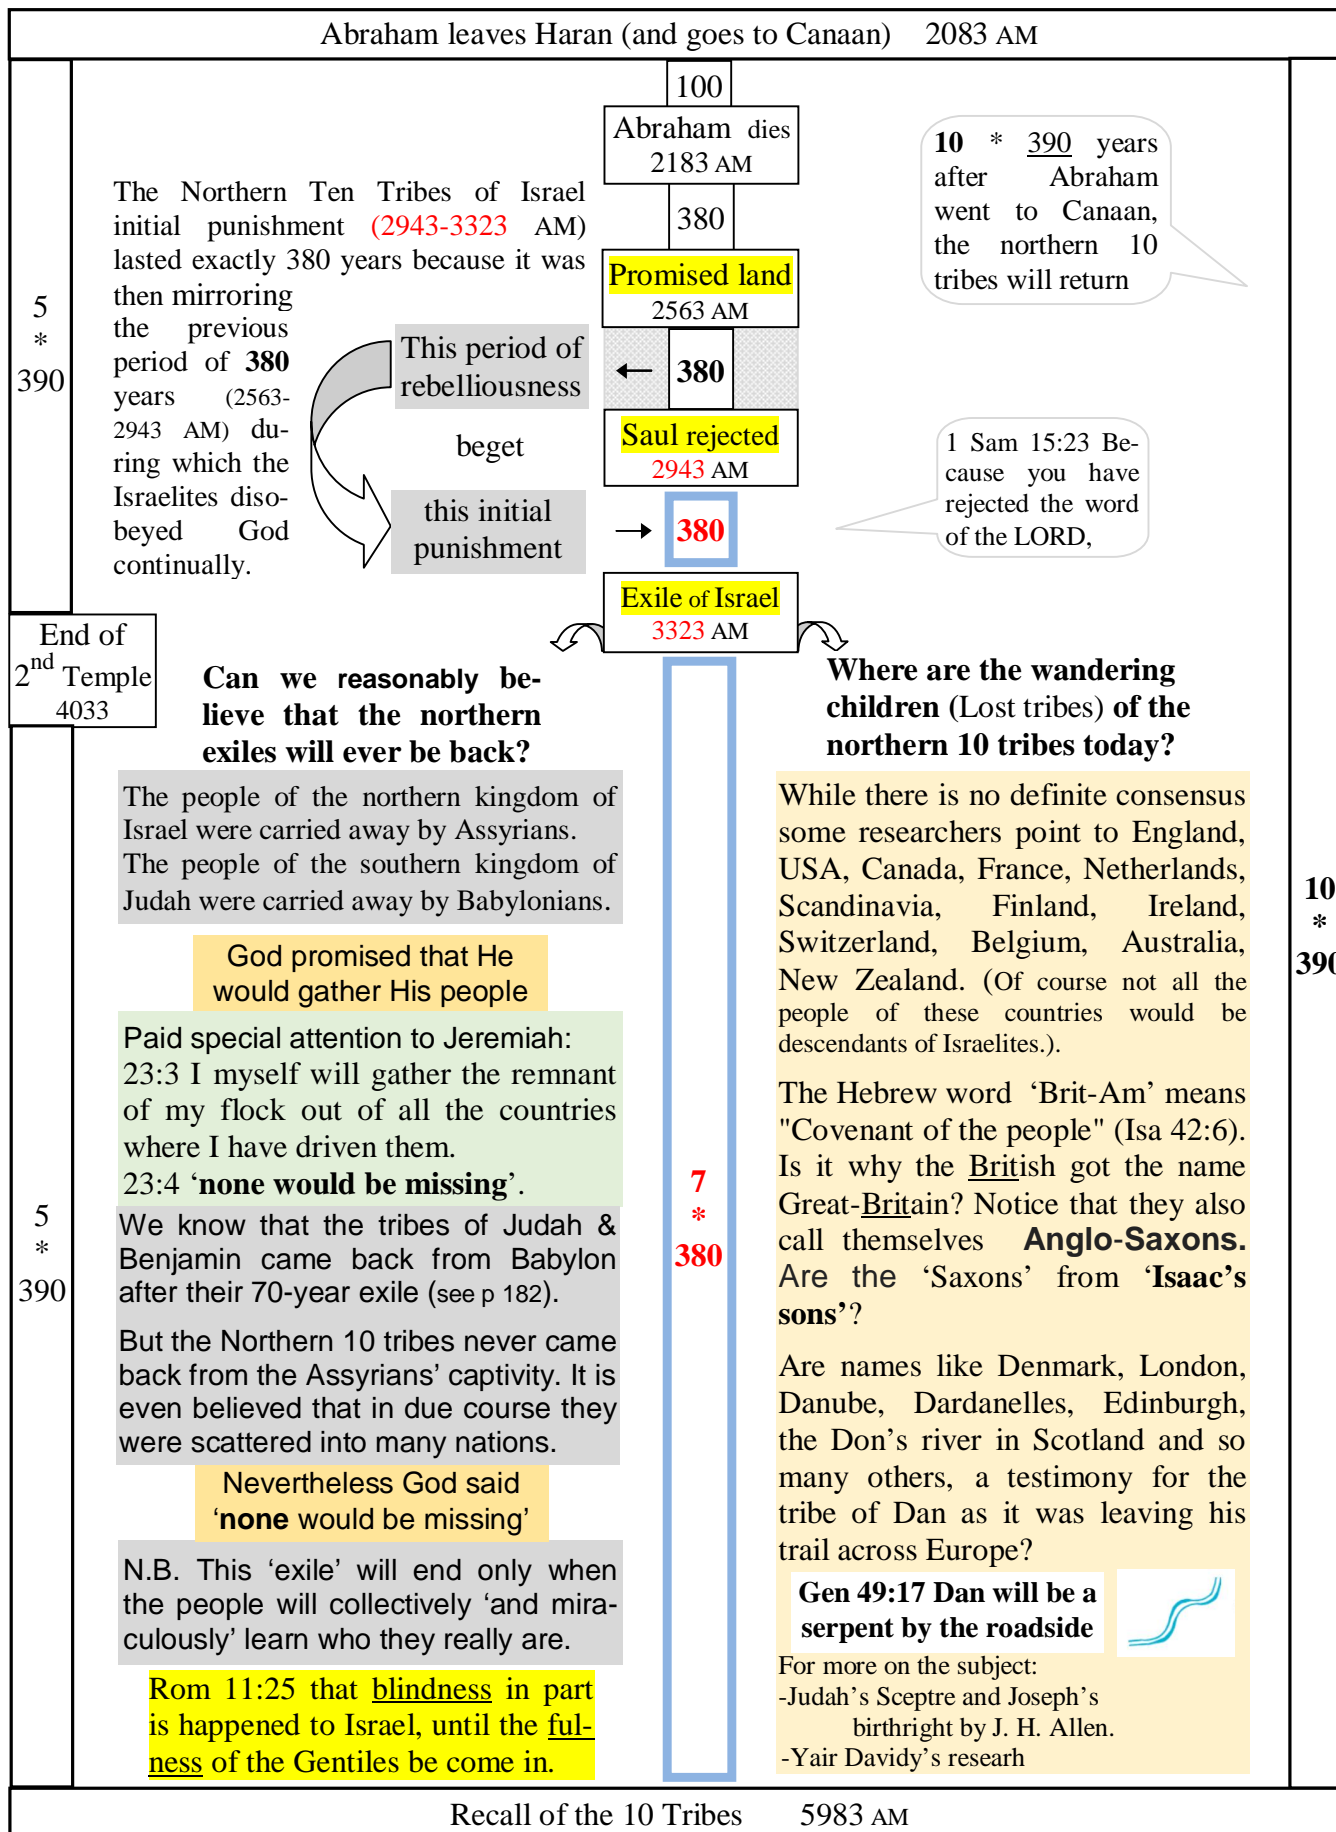 Abraham leaves Haran (and goes to Canaan) 2083 AM
100
Abraham dies
2183 AM
380
Promised land
2563 AM
380
Saul rejected
2943 AM
380
Exile of Israel
3323 AM
The Northern Ten Tribes of Israel
initial punishment (2943-3323 AM)
lasted exactly 380 years because it was
then mirroring
the previous
period of 380
years (2563-
2943 AM) du-
ring which the
Israelites diso-
beyed God
continually.
This period of
rebelliousness
beget
this initial
punishment
10 * 390 years
after Abraham
went to Canaan,
the northern 10
tribes will return
1 Sam 15:23 Be-
cause you have
rejected the word
of the LORD,
5
*
390
End of
2nd Temple
4033
5
*
390
Can we reasonably be-
lieve that the northern
exiles will ever be back?
The people of the northern kingdom of
Israel were carried away by Assyrians.
The people of the southern kingdom of
Judah were carried away by Babylonians.
God promised that He
would gather His people
Paid special attention to Jeremiah:
23:3 I myself will gather the remnant
of my flock out of all the countries
where I have driven them.
23:4 ‘none would be missing’.
We know that the tribes of Judah &
Benjamin came back from Babylon
after their 70-year exile (see p 182).
But the Northern 10 tribes never came
back from the Assyrians’ captivity. It is
even believed that in due course they
were scattered into many nations.
Nevertheless God said
‘none would be missing’
N.B. This ‘exile’ will end only when
the people will collectively ‘and mira-
culously’ learn who they really are.
Rom 11:25 that blindness in part
is happened to Israel, until the ful-
ness of the Gentiles be come in.
7
*
380
Where are the wandering
children (Lost tribes) of the
northern 10 tribes today?
While there is no definite consensus
some researchers point to England,
USA, Canada, France, Netherlands,
Scandinavia, Finland, Ireland,
Switzerland, Belgium, Australia,
New Zealand. (Of course not all the
people of these countries would be
descendants of Israelites.).
The Hebrew word ‘Brit-Am’ means
"Covenant of the people" (Isa 42:6).
Is it why the British got the name
Great-Britain? Notice that they also
call themselves Anglo-Saxons.
Are the ‘Saxons’ from ‘Isaac’s
sons’?
Are names like Denmark, London,
Danube, Dardanelles, Edinburgh,
the Don’s river in Scotland and so
many others, a testimony for the
tribe of Dan as it was leaving his
trail across Europe?
Gen 49:17 Dan will be a
serpent by the roadside
For more on the subject:
-Judah’s Sceptre and Joseph’s
birthright by J. H. Allen.
-Yair Davidy’s researh
10
*
390
Recall of the 10 Tribes 5983 AM